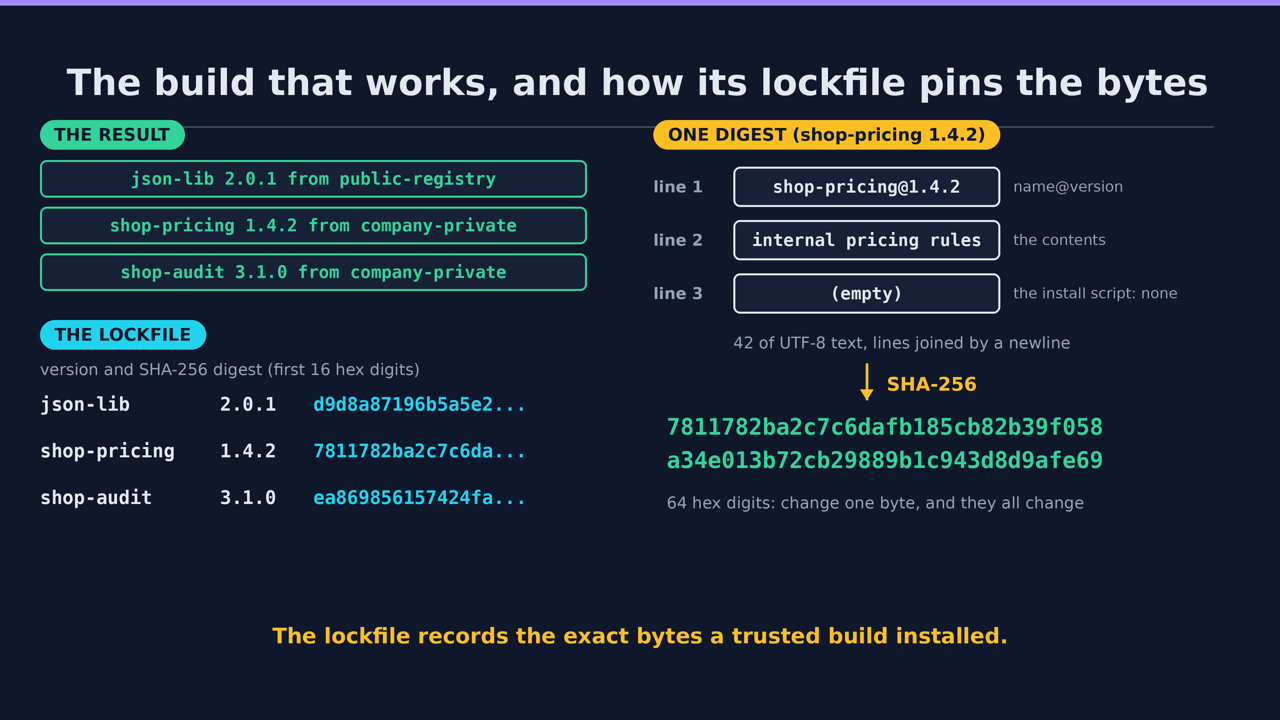 The build that works, and how its lockfile pins the bytes
THE RESULT
json-lib 2.0.1 from public-registry
shop-pricing 1.4.2 from company-private
shop-audit 3.1.0 from company-private
THE LOCKFILE
version and SHA-256 digest (first 16 hex digits)
json-lib 2.0.1 d9d8a87196b5a5e2...
shop-pricing 1.4.2 7811782ba2c7c6da...
shop-audit 3.1.0 ea869856157424fa...
ONE DIGEST (shop-pricing 1.4.2)
line 1 shop-pricing@1.4.2 name@version
line 2 internal pricing rules the contents
line 3 (empty) the install script: none
42 of UTF-8 text, lines joined by a newline
SHA-256
7811782ba2c7c6dafb185cb82b39f058
a34e013b72cb29889b1c943d8d9afe69
64 hex digits: change one byte, and they all change
The lockfile records the exact bytes a trusted build installed.